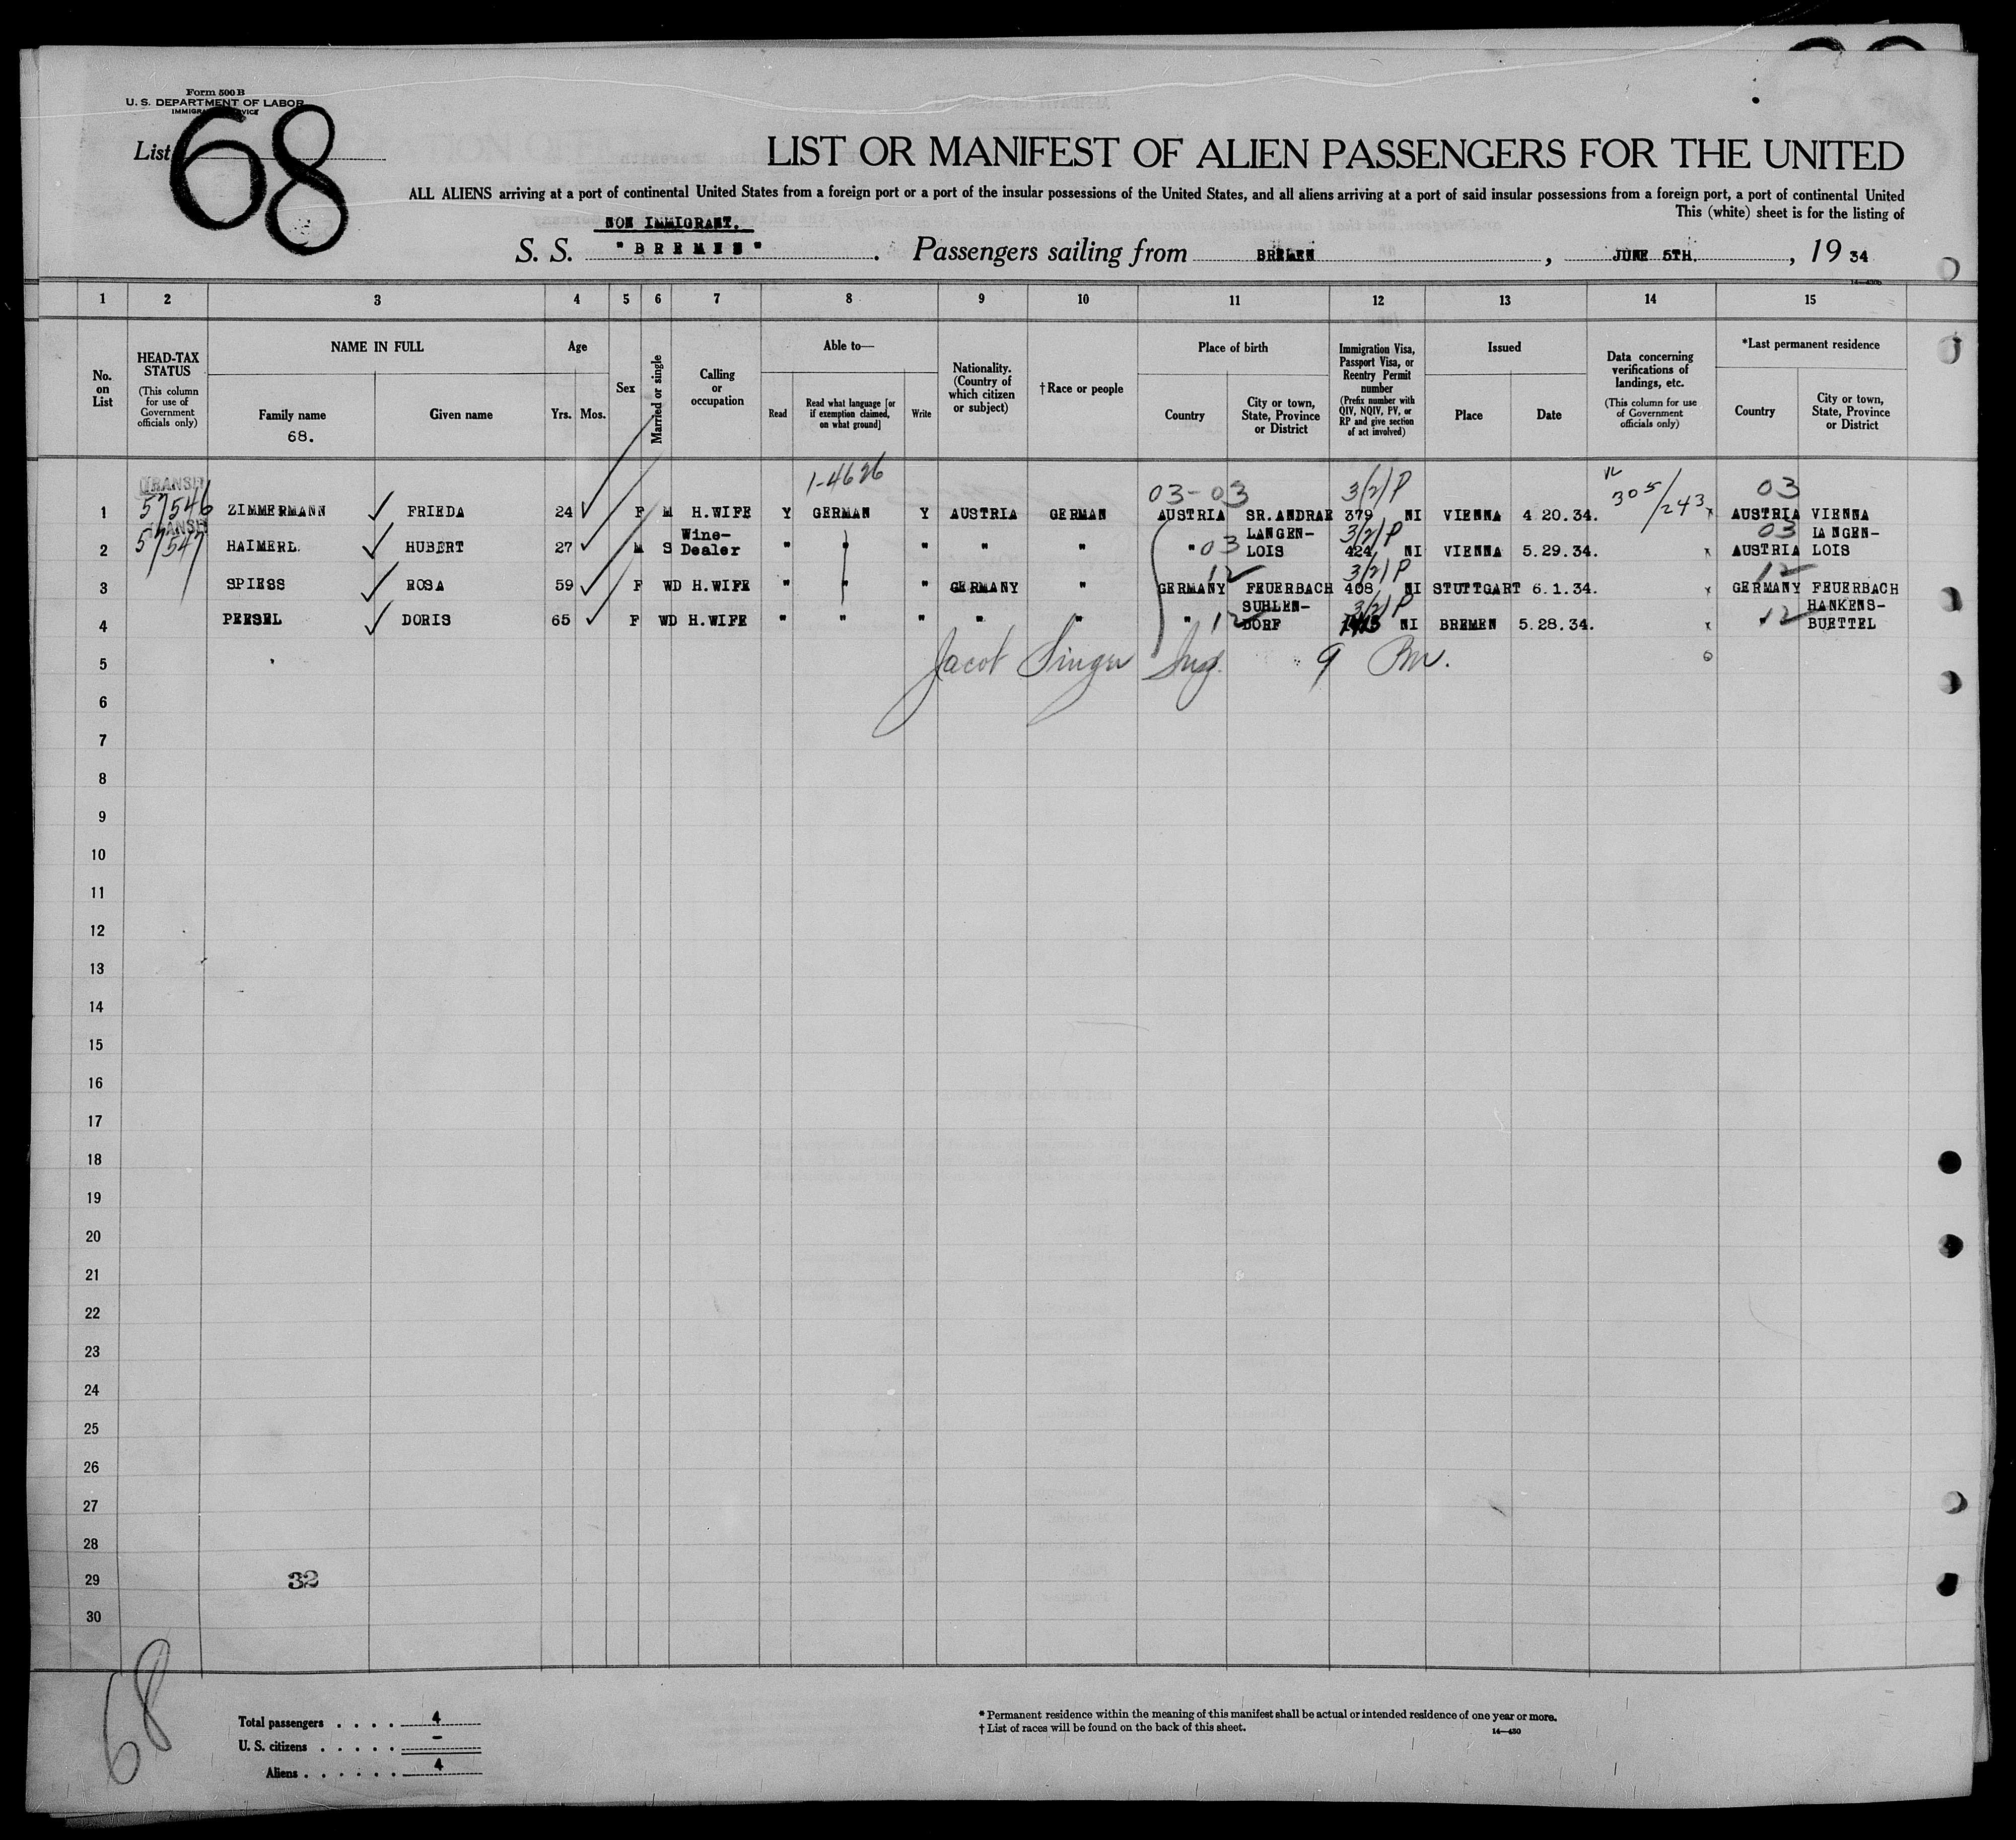 Form 500 B
U. S. DEPARTMENT OF LABOR
List 68
LIST OR MANIFEST OF ALIEN PASSENGERS FOR THE UNITED
ALL ALIENS arriving at a port of continental United States from a foreign port or a port of the insular possessions of the United States, and all aliens arriving at a port of said insular possessions from a foreign port, a port of continental United
This (white) sheet is for the listing of
NON IMMIGRANT.
S. S. "BREMEN" . Passengers sailing from BREMEN , JUNE 5TH. , 19 34
1 2 3 4 5 6 7 8 9 10 11 12 13 14 15
No. on List
HEAD-TAX STATUS (This column for use of Government officials only)
NAME IN FULL
Family name
68.
Given name
Age
Yrs. Mos.
Sex
Married or single
Calling or occupation
Able to—
Read
Read what language [or if exemption claimed, on what ground]
Write
Nationality. (Country of which citizen or subject)
† Race or people
Place of birth
Country
City or town, State, Province or District
Immigration Visa, Passport Visa, or Reentry Permit number (Prefix number with QIV, NQIV, PV, or RP and give section of act involved)
Issued
Place
Date
Data concerning verifications of landings, etc. (This column for use of Government officials only)
*Last permanent residence
Country
City or town, State, Province or District
TRANSIT 1-4626 03-03 3/2/P 305/243 03
1 57546 ZIMMERMANN FRIEDA 24 F M H.WIFE Y GERMAN Y AUSTRIA GERMAN AUSTRIA SR.ANDRAE 379 NI VIENNA 4 20.34. x AUSTRIA VIENNA
TRANSIT Wine- LANGEN- 3/2/P 03 LANGEN-
2 57547 HAIMERL HUBERT 27 M S Dealer " " " " " " 03 LOIS 424 NI VIENNA 5.29.34. x AUSTRIA LOIS
12 3/2/P 12
3 SPIESS ROSA 59 F WD H.WIFE " " " GERMANY " GERMANY FEUERBACH 408 NI STUTTGART 6.1.34. x GERMANY FEUERBACH
SUHLEN- 3/2/P HANKENS-
4 PEESEL DORIS 65 F WD H.WIFE " " " " " " 12 DORF NI BREMEN 5.28.34. x 12 BUETTEL
5 Jacob Singer Insp. 9 o
6
7
8
9
10
11
12
13
14
15
16
17
18
19
20
21
22
23
24
25
26
27
28
29 32
30
68
Total passengers . . . . 4
U. S. citizens . . . . . -
Aliens . . . . . . 4
* Permanent residence within the meaning of this manifest shall be actual or intended residence of one year or more.
† List of races will be found on the back of this sheet.
14—430